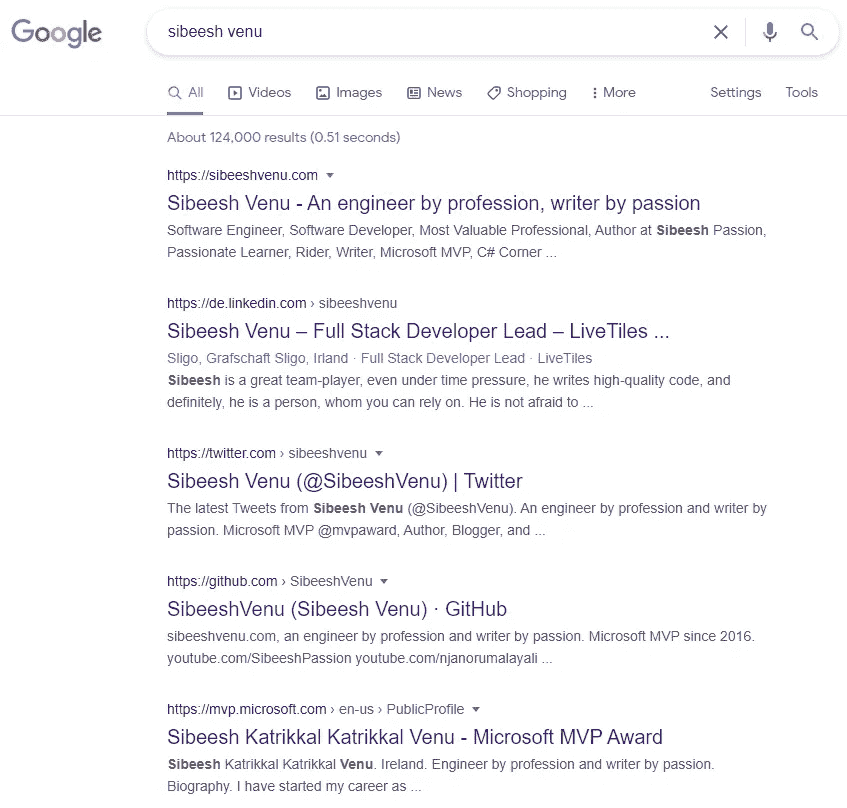 Google
sibeesh venu
All Videos Images News Shopping More Settings Tools
About 124,000 results (0.51 seconds)
https://sibeeshvenu.com
Sibeesh Venu - An engineer by profession, writer by passion
Software Engineer, Software Developer, Most Valuable Professional, Author at Sibeesh Passion,
Passionate Learner, Rider, Writer, Microsoft MVP, C# Corner ...
https://de.linkedin.com › sibeeshvenu
Sibeesh Venu – Full Stack Developer Lead – LiveTiles ...
Sligo, Grafschaft Sligo, Irland · Full Stack Developer Lead · LiveTiles
Sibeesh is a great team-player, even under time pressure, he writes high-quality code, and
definitely, he is a person, whom you can rely on. He is not afraid to ...
https://twitter.com › sibeeshvenu
Sibeesh Venu (@SibeeshVenu) | Twitter
The latest Tweets from Sibeesh Venu (@SibeeshVenu). An engineer by profession and writer by
passion. Microsoft MVP @mvpaward, Author, Blogger, and ...
https://github.com › SibeeshVenu
SibeeshVenu (Sibeesh Venu) · GitHub
sibeeshvenu.com, an engineer by profession and writer by passion. Microsoft MVP since 2016.
youtube.com/SibeeshPassion youtube.com/njanorumalayali ...
https://mvp.microsoft.com › en-us › PublicProfile
Sibeesh Katrikkal Katrikkal Venu - Microsoft MVP Award
Sibeesh Katrikkal Katrikkal Venu. Ireland. Engineer by profession and writer by passion.
Biography. I have started my career as ...